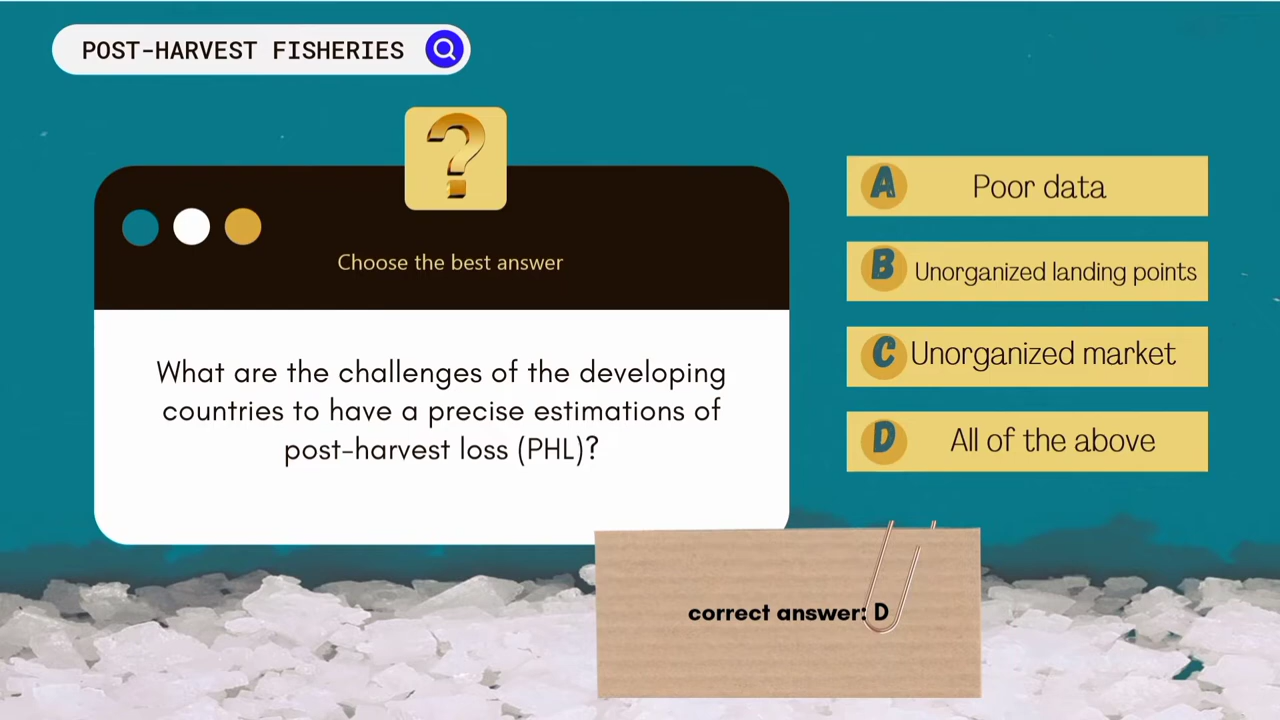 POST-HARVEST FISHERIES
?
Choose the best answer
What are the challenges of the developing
countries to have a precise estimations of
post-harvest loss (PHL)?
A Poor data
B Unorganized landing points
C Unorganized market
D All of the above
correct answer: D